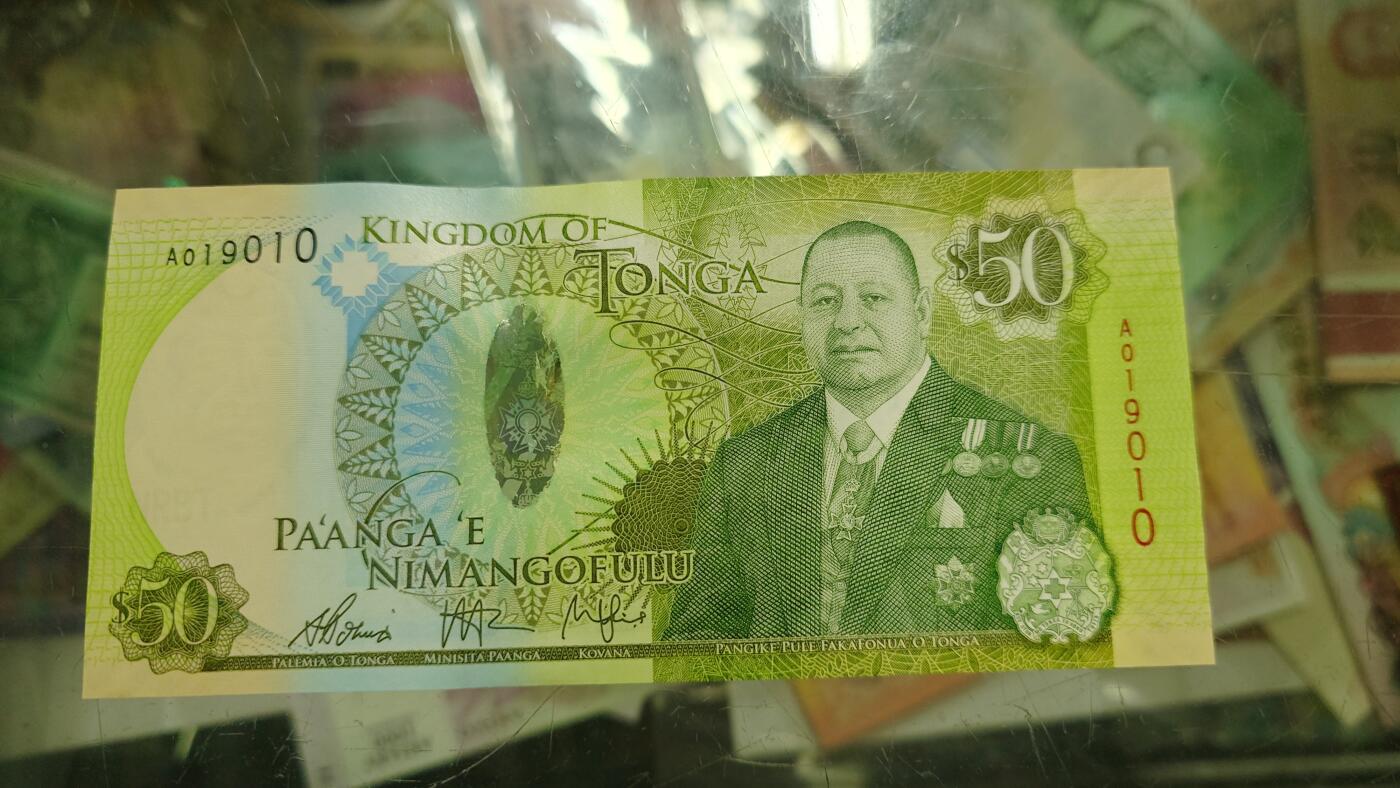 A019010
KINGDOM OF
TONGA
$50
A019010
PA'ANGA 'E
NIMANGOFULU
$50
PALEMIA 'O TONGA MINISITA PA'ANGA KOVANA PANGIKE PULE FAKAFONUA 'O TONGA